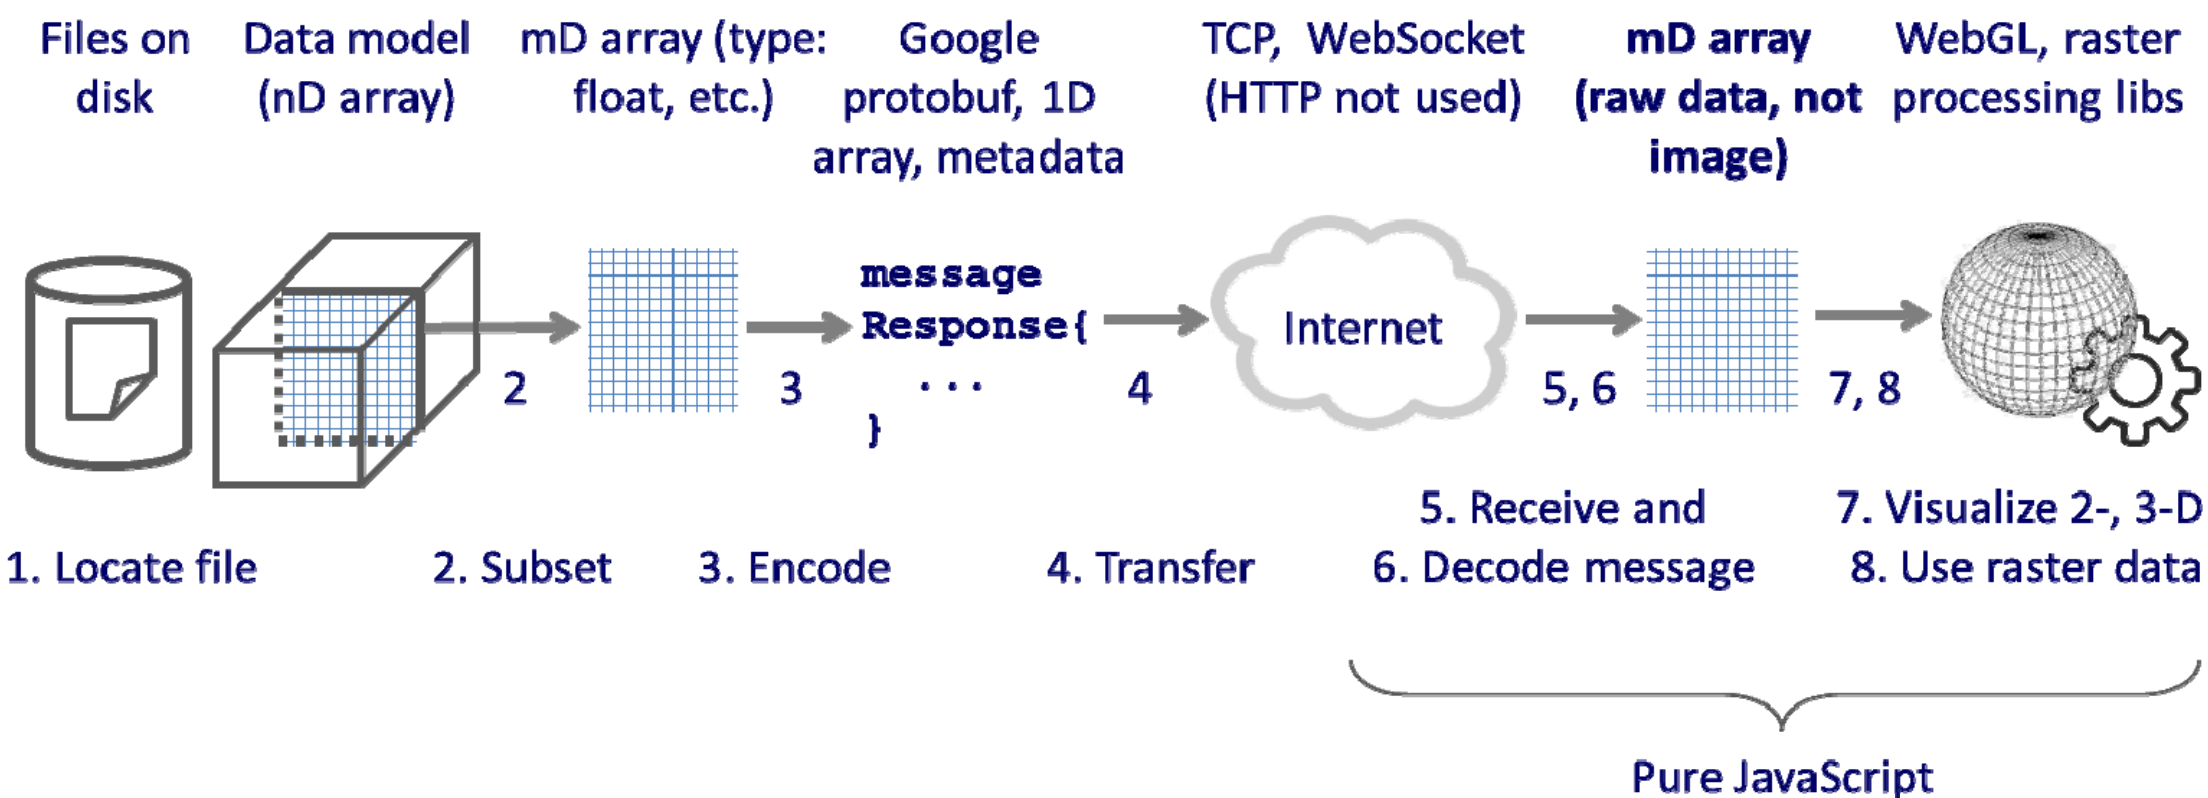 Files on
disk
Data model
(nD array)
mD array (type:
float, etc.)
Google
protobuf, 1D
array, metadata
TCP, WebSocket
(HTTP not used)
mD array
(raw data, not
image)
WebGL, raster
processing libs
message
Response{
...
}
Internet
2
3
4
5, 6
7, 8
1. Locate file
2. Subset
3. Encode
4. Transfer
5. Receive and
6. Decode message
7. Visualize 2-, 3-D
8. Use raster data
Pure JavaScript